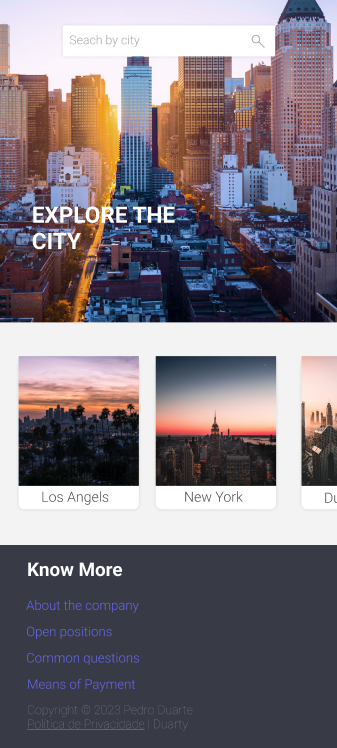 Seach by city
EXPLORE THE
CITY
Los Angels
New York
Du
Know More
About the company
Open positions
Common questions
Means of Payment
Copyright © 2023 Pedro Duarte
Política de Privacidade | Duarty